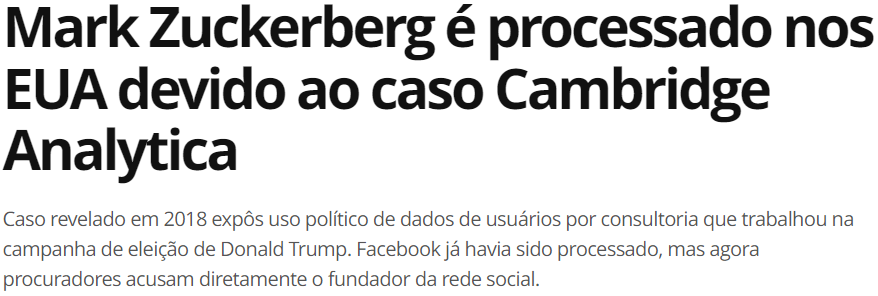 Mark Zuckerberg é processado nos
EUA devido ao caso Cambridge
Analytica
Caso revelado em 2018 expôs uso político de dados de usuários por consultoria que trabalhou na
campanha de eleição de Donald Trump. Facebook já havia sido processado, mas agora
procuradores acusam diretamente o fundador da rede social.